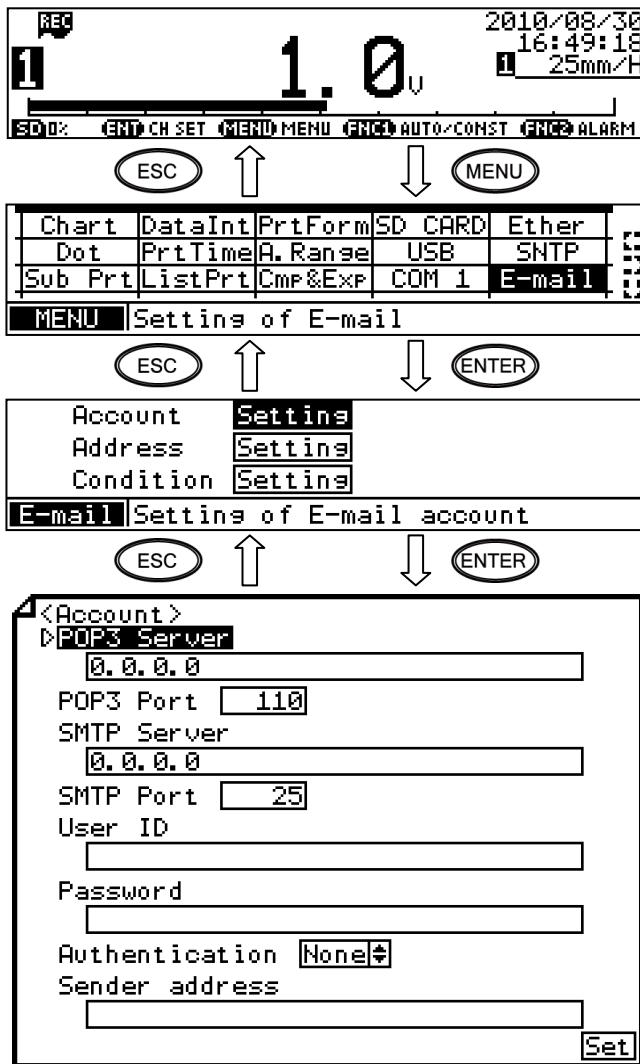 REC
2010/08/30
16:49:18
1 1.0V 1 25mm/H
SD 0% ENT CH SET MENU MENU FNC1 AUTO/CONST FNC2 ALARM
ESC MENU
Chart DataInt PrtForm SD CARD Ether
Dot PrtTime A.Range USB SNTP
Sub Prt ListPrt Cmp&Exp COM 1 E-mail
MENU Setting of E-mail
ESC ENTER
Account Setting
Address Setting
Condition Setting
E-mail Setting of E-mail account
ESC ENTER
<Account>
POP3 Server
0.0.0.0
POP3 Port 110
SMTP Server
0.0.0.0
SMTP Port 25
User ID
Password
Authentication None
Sender address
Set